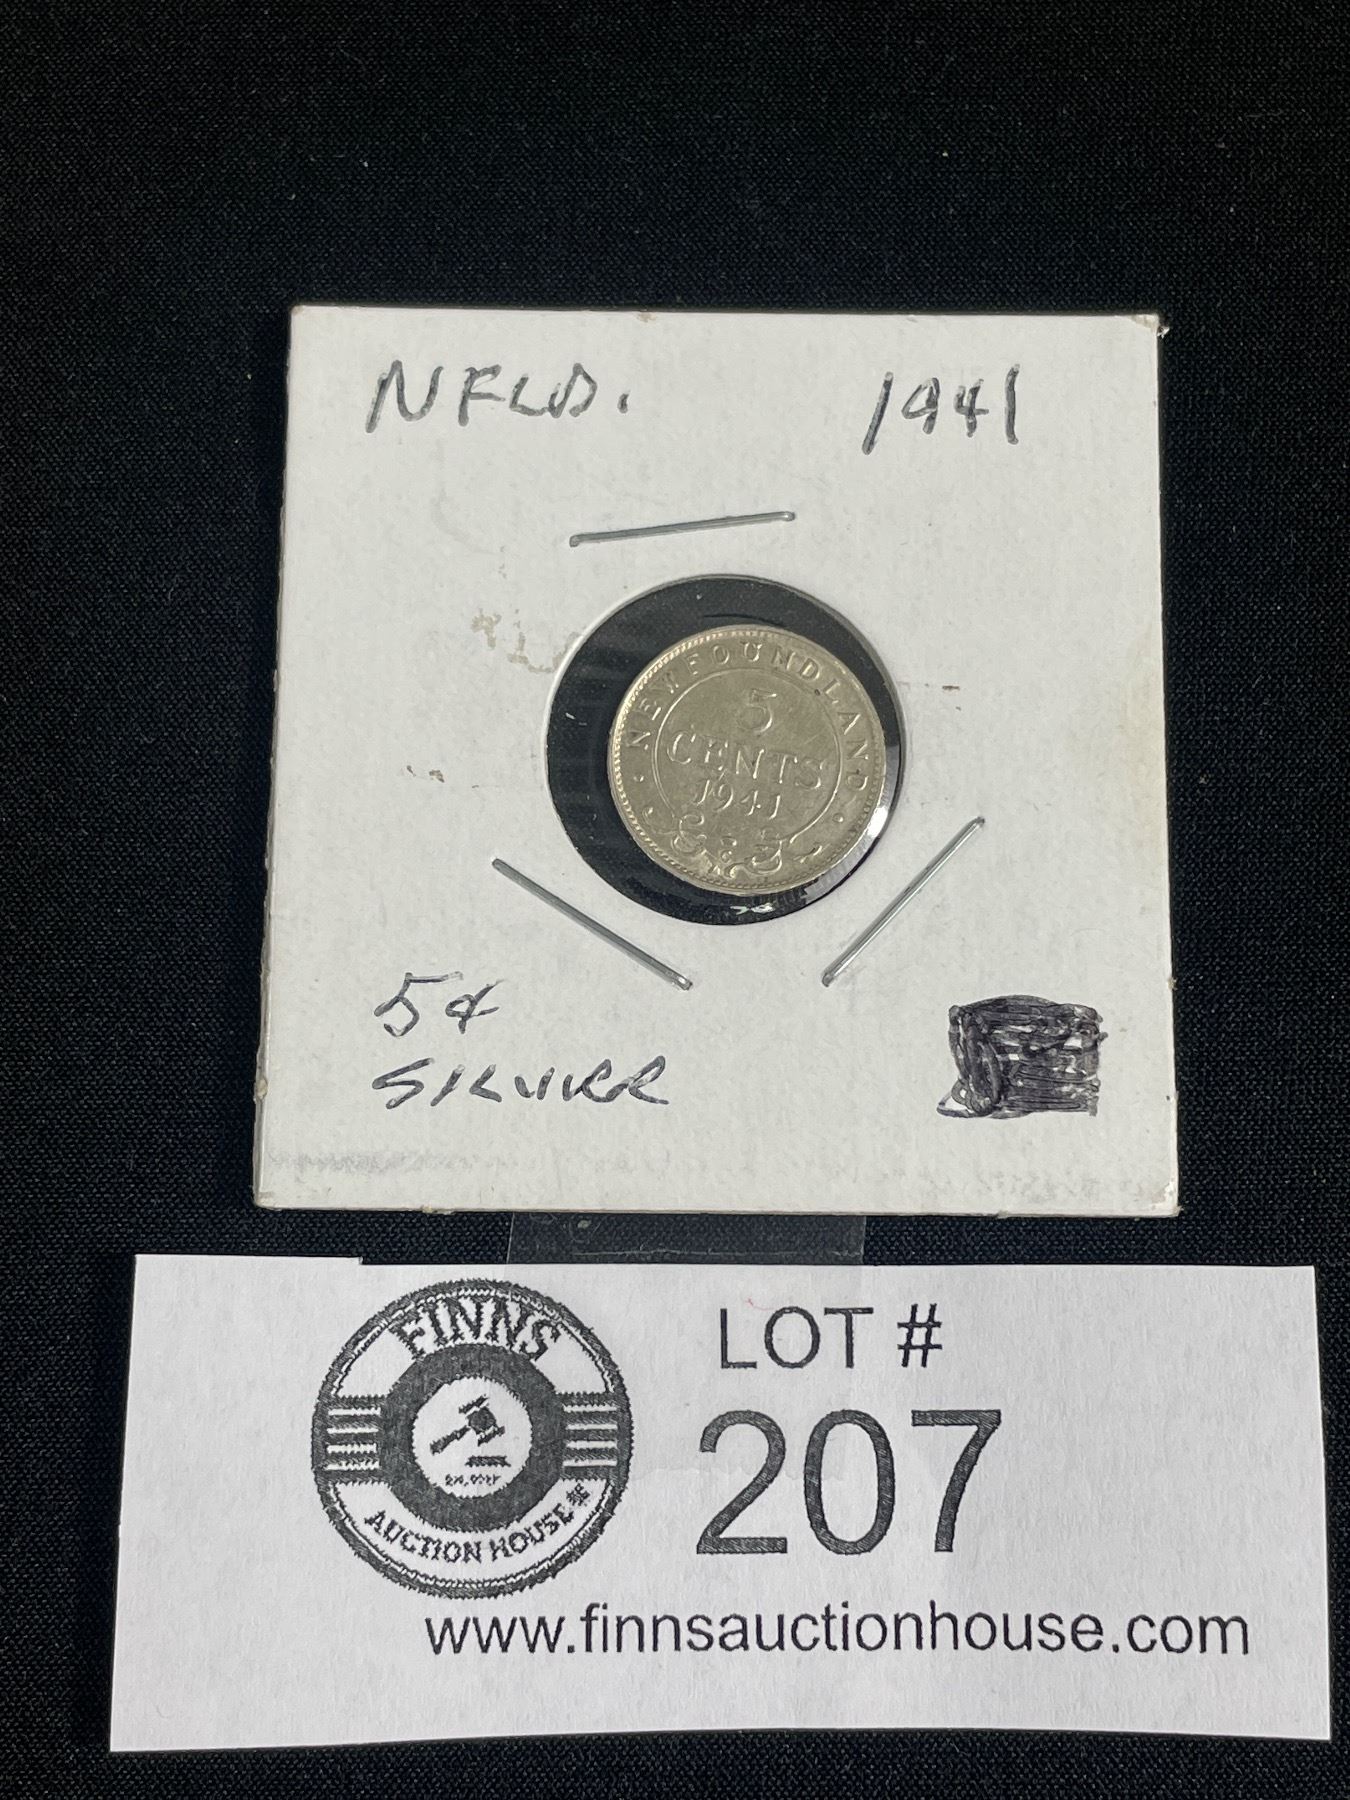 NFLD. 1941
NEWFOUNDLAND
5
CENTS
1941
5¢
SILVER
FINNS
AUCTION HOUSE
LOT #
207
www.finnsauctionhouse.com